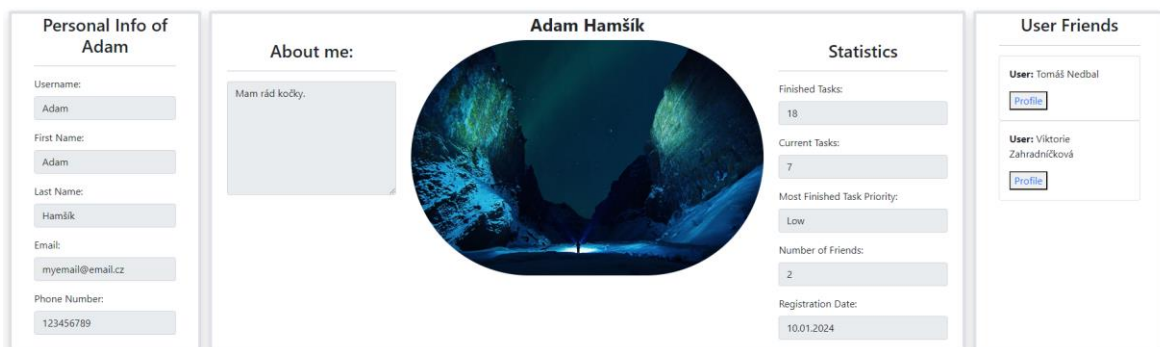 Personal Info of
Adam
Username:
Adam
First Name:
Adam
Last Name:
Hamšík
Email:
myemail@email.cz
Phone Number:
123456789
Adam Hamšík
About me:
Mam rád kočky.
Statistics
Finished Tasks:
18
Current Tasks:
7
Most Finished Task Priority:
Low
Number of Friends:
2
Registration Date:
10.01.2024
User Friends
User: Tomáš Nedbal
Profile
User: Viktorie
Zahradníčková
Profile